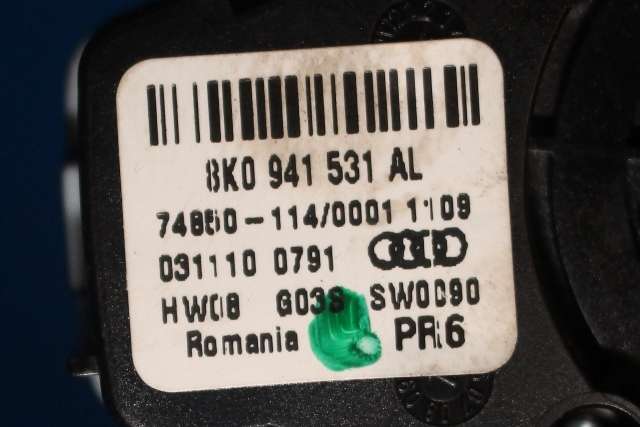 8K0 941 531 AL
74850-114/0001 1109
031110 0791
HW08 G03S SW0090
Romania PR6